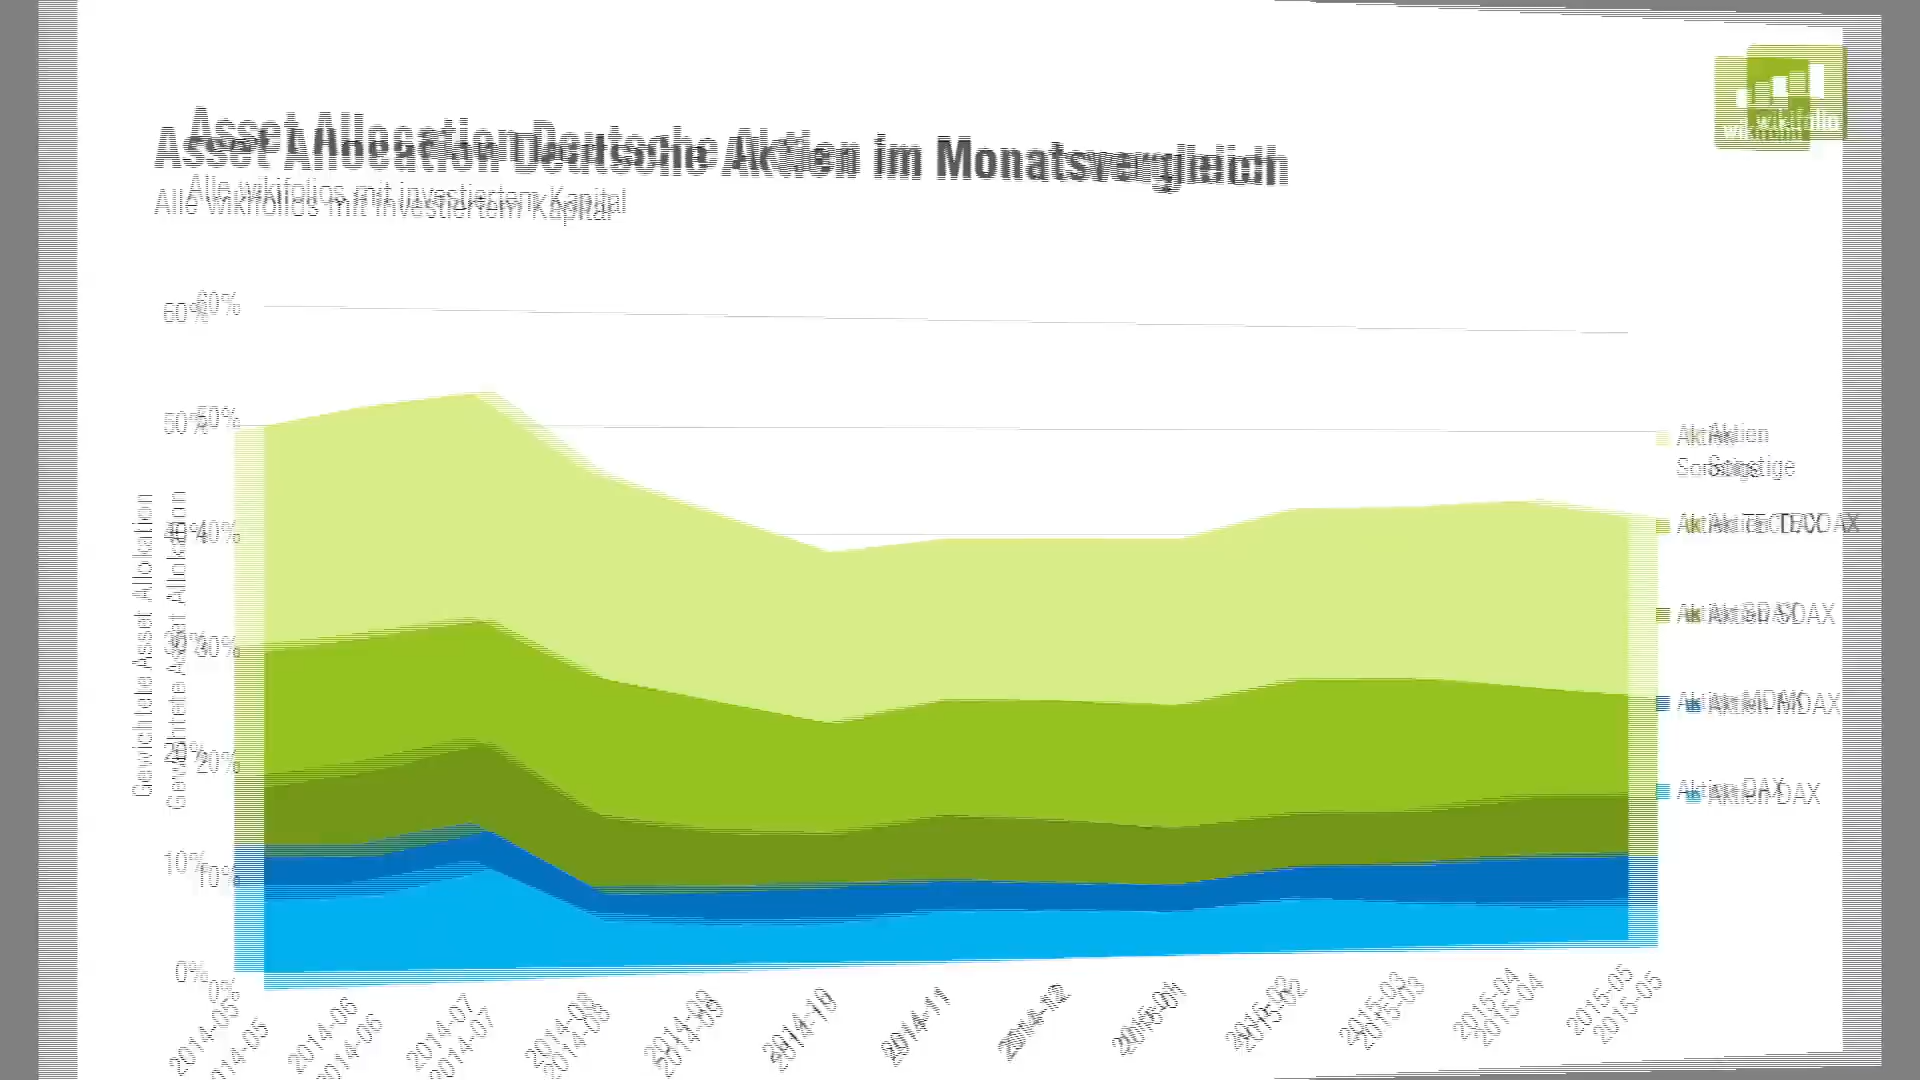 wikifolio
Asset Allocation Deutsche Aktien im Monatsvergleich
Alle wikifolios mit investiertem Kapital
60%
50%
40%
30%
20%
10%
0%
Gewichtete Asset Allokation
2014-05
2014-06
2014-07
2014-08
2014-09
2014-10
2014-11
2014-12
2015-01
2015-02
2015-03
2015-04
2015-05
Aktien
Sonstige
Aktien TECDAX
Aktien SDAX
Aktien MDAX
Aktien DAX